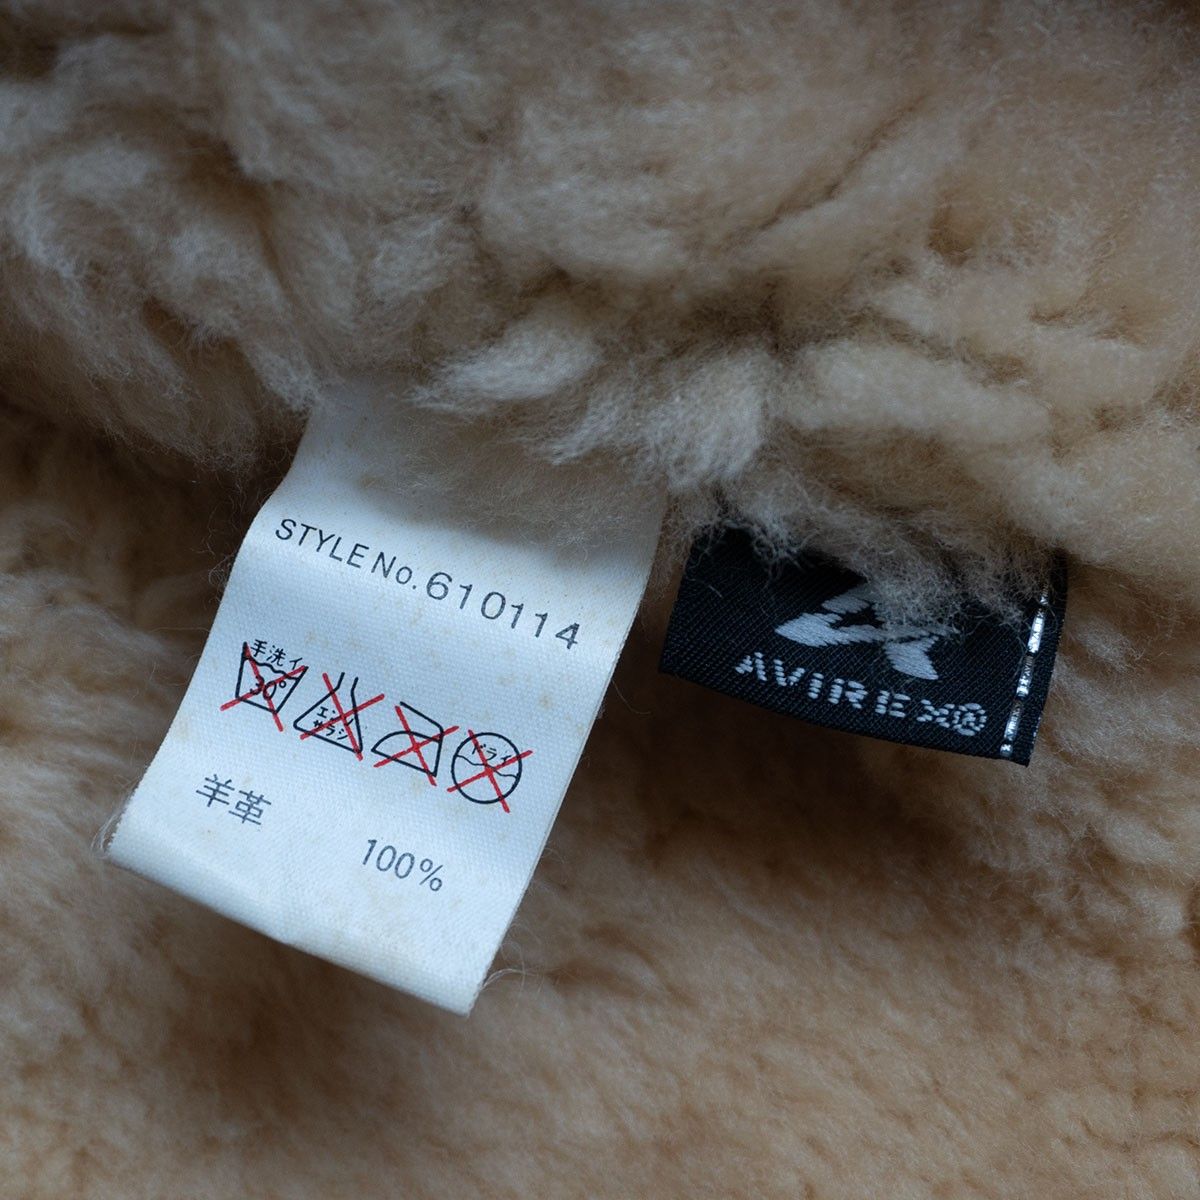 STYLE No. 610114
手洗イ
30°
エンソ
サラシ
ドライ
羊革 100%
AVIREX®